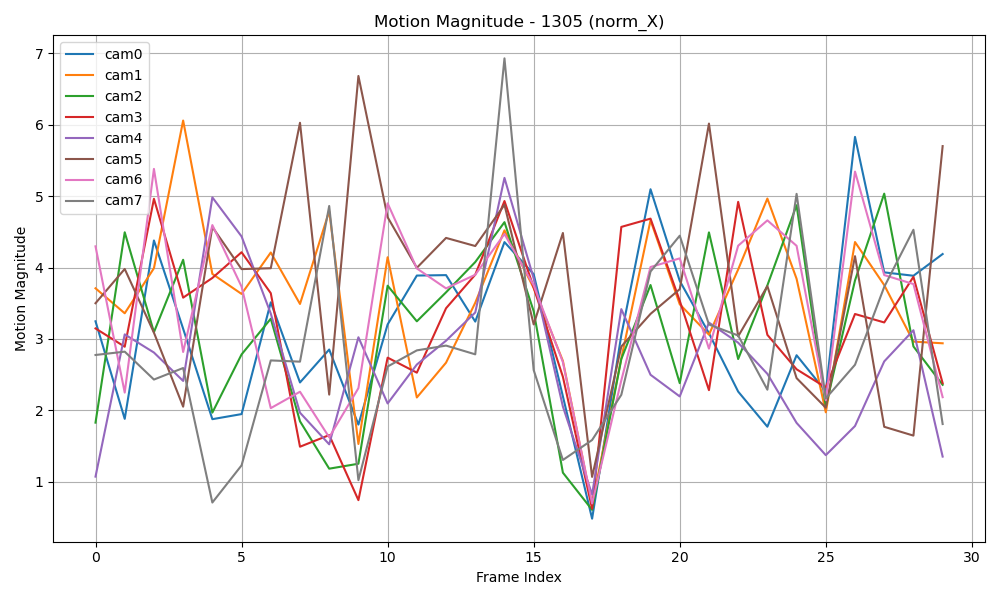 Motion Magnitude - 1305 (norm_X)
7
6
5
4
3
2
1
Motion Magnitude
cam0
cam1
cam2
cam3
cam4
cam5
cam6
cam7
0 5 10 15 20 25 30
Frame Index